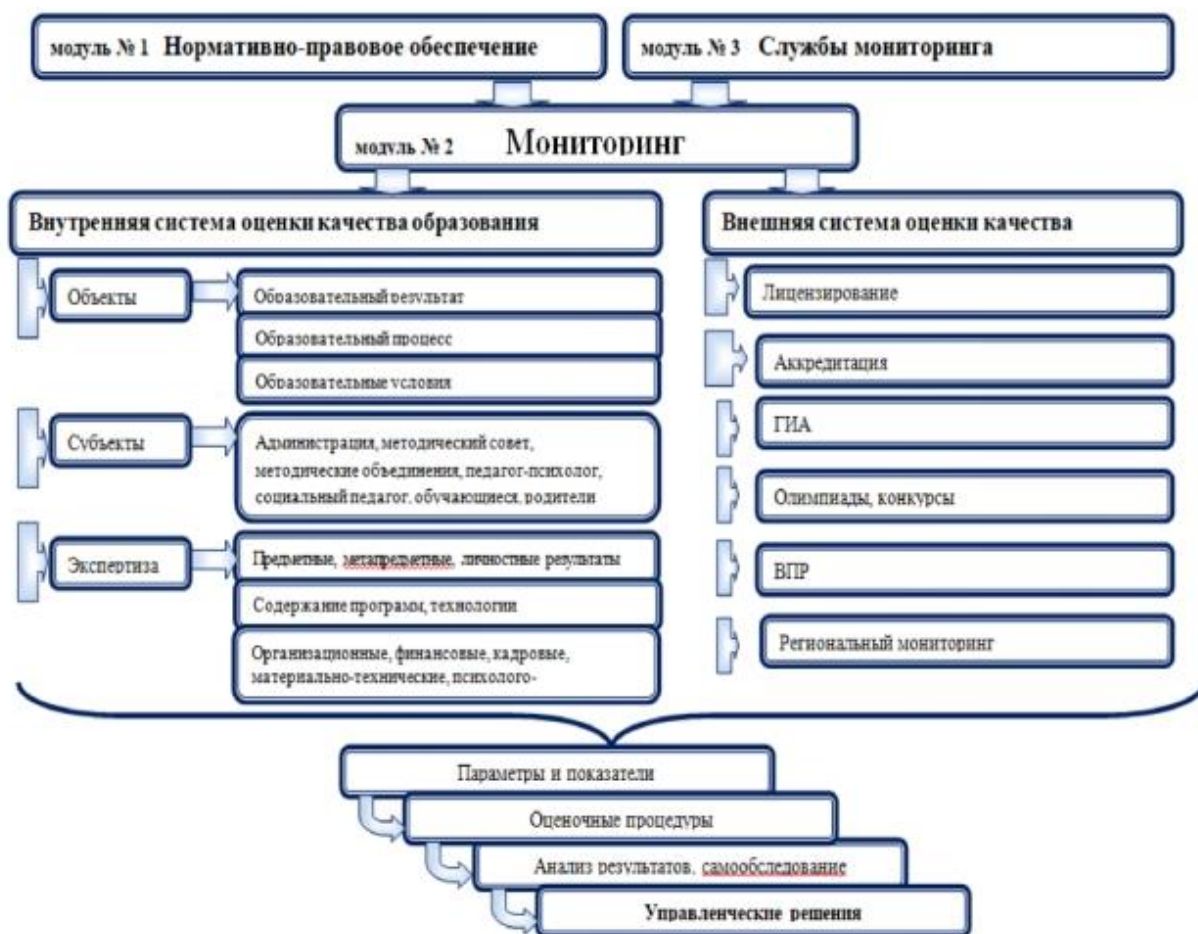 модуль № 1 Нормативно-правовое обеспечение
модуль № 3 Службы мониторинга
модуль № 2 Мониторинг
Внутренняя система оценки качества образования
Объекты
Образовательный результат
Образовательный процесс
Образовательные условия
Субъекты
Администрация, методический совет,
методические объединения, педагог-психолог,
социальный педагог, обучающиеся, родители
Экспертиза
Предметные, метапредметные, личностные результаты
Содержание программ, технологии
Организационные, финансовые, кадровые,
материально-технические, психолого-
Внешняя система оценки качества
Лицензирование
Аккредитация
ГИА
Олимпиады, конкурсы
ВПР
Региональный мониторинг
Параметры и показатели
Оценочные процедуры
Анализ результатов, самообследование
Управленческие решения